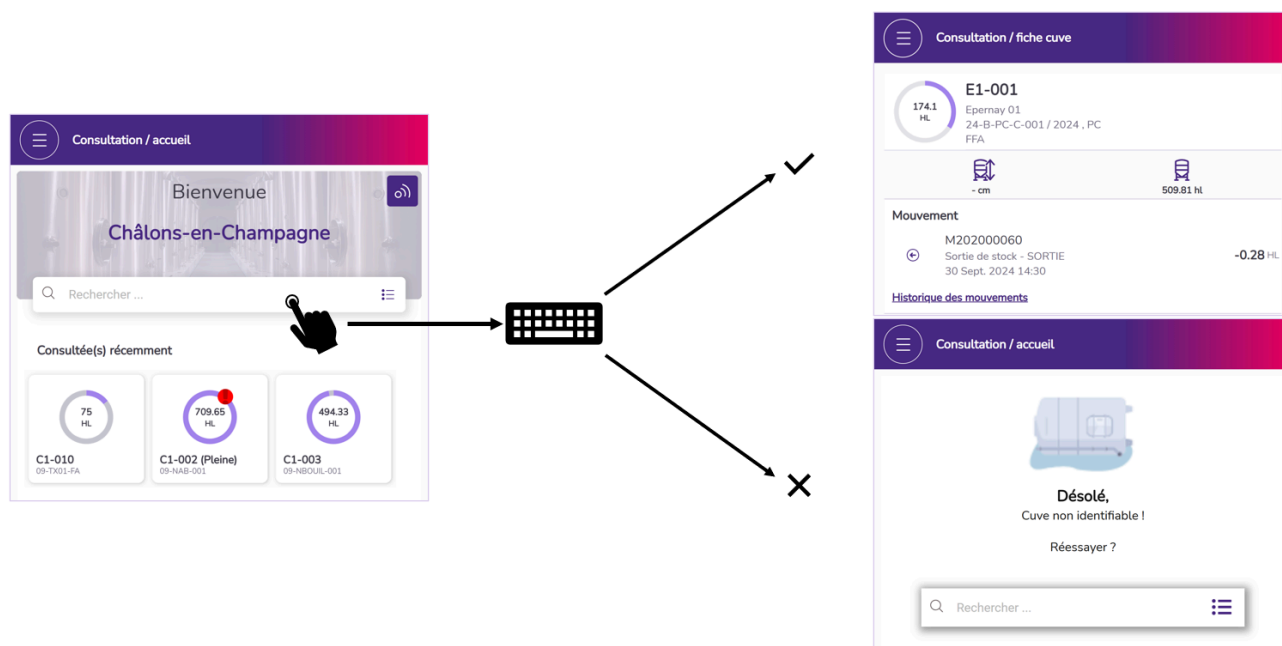 Consultation / accueil
Bienvenue
Châlons-en-Champagne
Rechercher ...
Consultée(s) récemment
75
HL
C1-010
09-TX01-FA
709.65
HL
C1-002 (Pleine)
09-NAB-001
494.33
HL
C1-003
09-NBOUIL-001
Consultation / fiche cuve
174.1
HL
E1-001
Epernay 01
24-B-PC-C-001 / 2024 , PC
FFA
- cm
509.81 hl
Mouvement
M202000060
Sortie de stock - SORTIE
30 Sept. 2024 14:30
-0.28 HL
Historique des mouvements
Consultation / accueil
Désolé,
Cuve non identifiable !
Réessayer ?
Rechercher ...